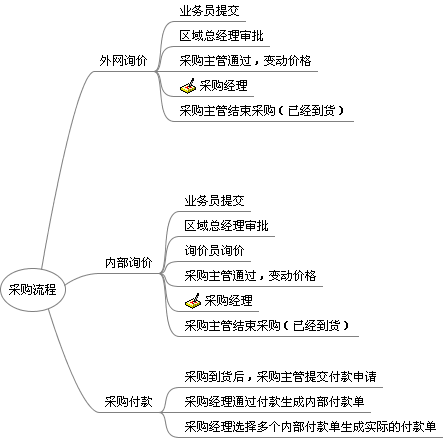 业务员提交
区域总经理审批
外网询价
采购主管通过，变动价格
采购经理
采购主管结束采购（已经到货）
业务员提交
区域总经理审批
询价员询价
内部询价
采购主管通过，变动价格
采购流程
采购经理
采购主管结束采购（已经到货）
采购到货后，采购主管提交付款申请
采购付款
采购经理通过付款生成内部付款单
采购经理选择多个内部付款单生成实际的付款单